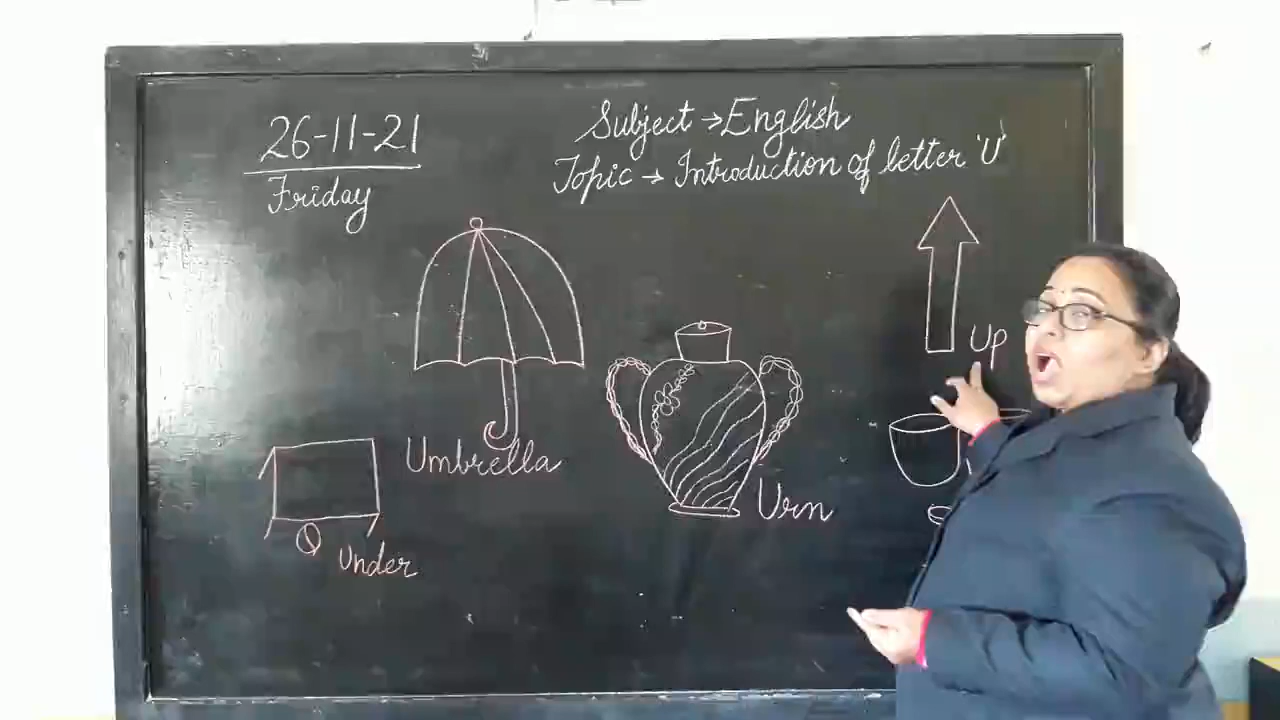 26-11-21
Friday
Subject → English
Topic → Introduction of letter 'U'
Up
Umbrella
Urn
Under